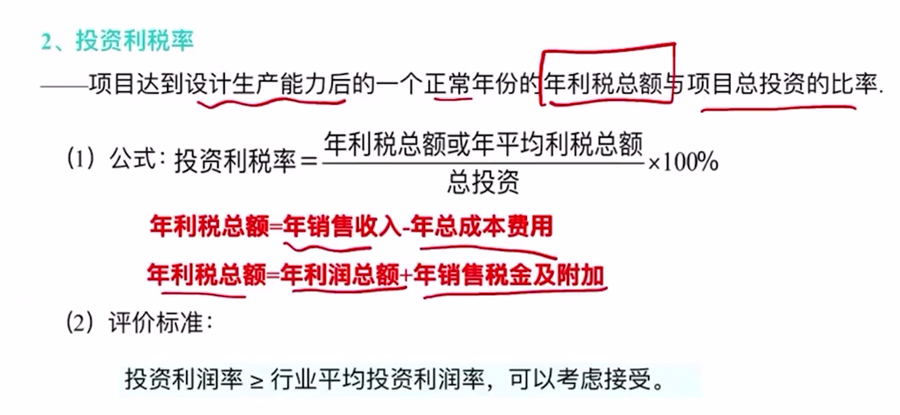 2、投资利税率
——项目达到设计生产能力后的一个正常年份的年利税总额与项目总投资的比率.
(1）公式：投资利税率＝年利税总额或年平均利税总额/总投资×100%
年利税总额=年销售收入-年总成本费用
年利税总额=年利润总额+年销售税金及附加
(2）评价标准：
投资利润率 ≥ 行业平均投资利润率，可以考虑接受。